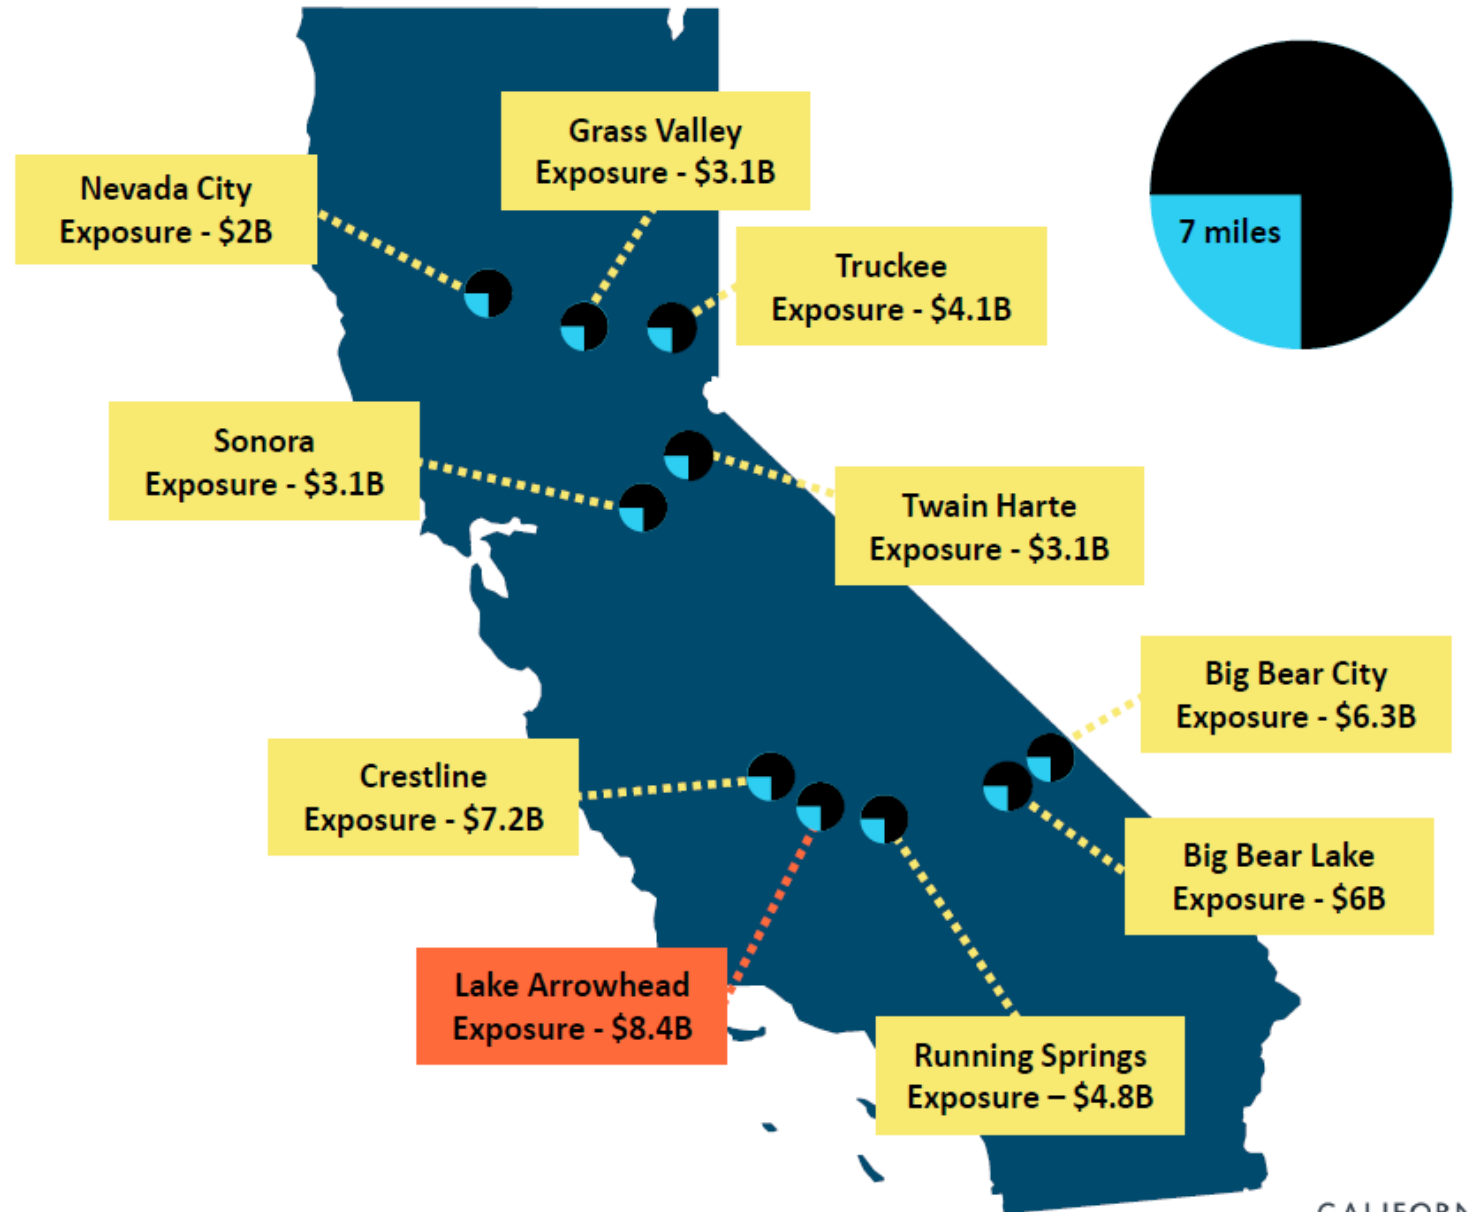 Grass Valley
Exposure - $3.1B
Nevada City
Exposure - $2B
7 miles
Truckee
Exposure - $4.1B
Sonora
Exposure - $3.1B
Twain Harte
Exposure - $3.1B
Big Bear City
Exposure - $6.3B
Crestline
Exposure - $7.2B
Big Bear Lake
Exposure - $6B
Lake Arrowhead
Exposure - $8.4B
Running Springs
Exposure – $4.8B